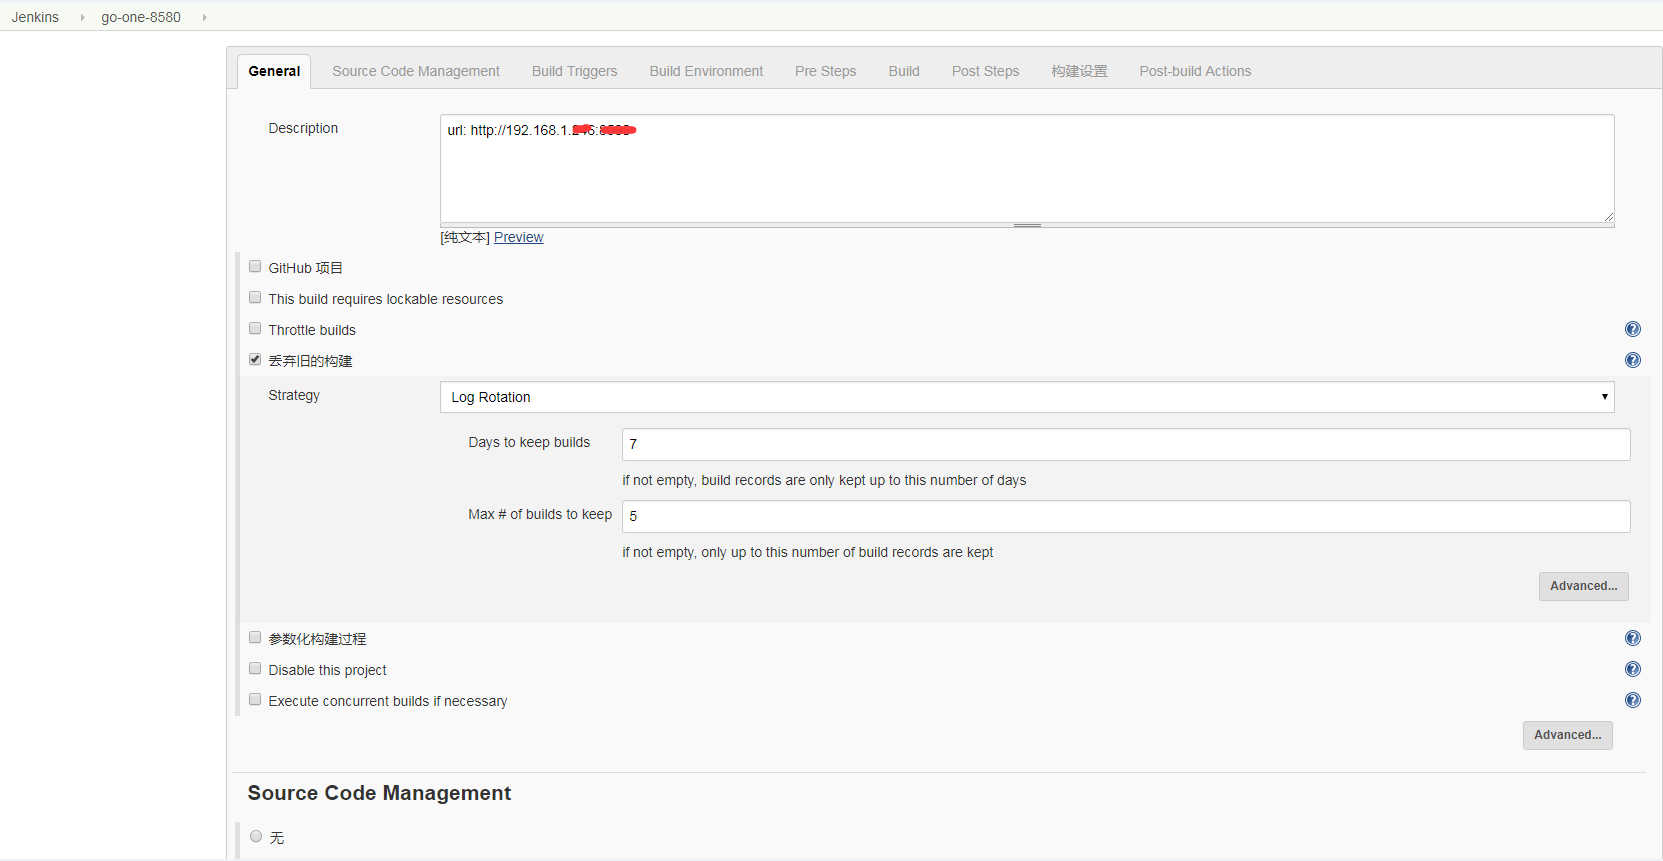 Jenkins go-one-8580
General Source Code Management Build Triggers Build Environment Pre Steps Build Post Steps 构建设置 Post-build Actions
Description
url: http://192.168.1.
[纯文本] Preview
GitHub 项目
This build requires lockable resources
Throttle builds
丢弃旧的构建
Strategy
Log Rotation
Days to keep builds
7
if not empty, build records are only kept up to this number of days
Max # of builds to keep
5
if not empty, only up to this number of build records are kept
Advanced...
参数化构建过程
Disable this project
Execute concurrent builds if necessary
Advanced...
Source Code Management
无